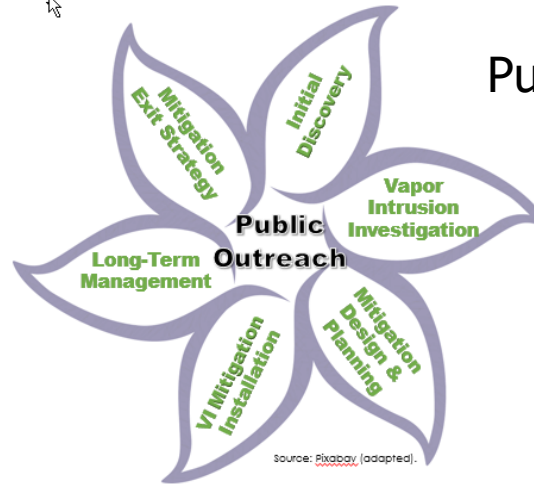 Pu
Initial
Discovery
Vapor
Intrusion
Investigation
Mitigation
Design &
Planning
VI Mitigation
Installation
Long-Term
Management
Mitigation
Exit Strategy
Public
Outreach
Source: Pixabay (adapted).